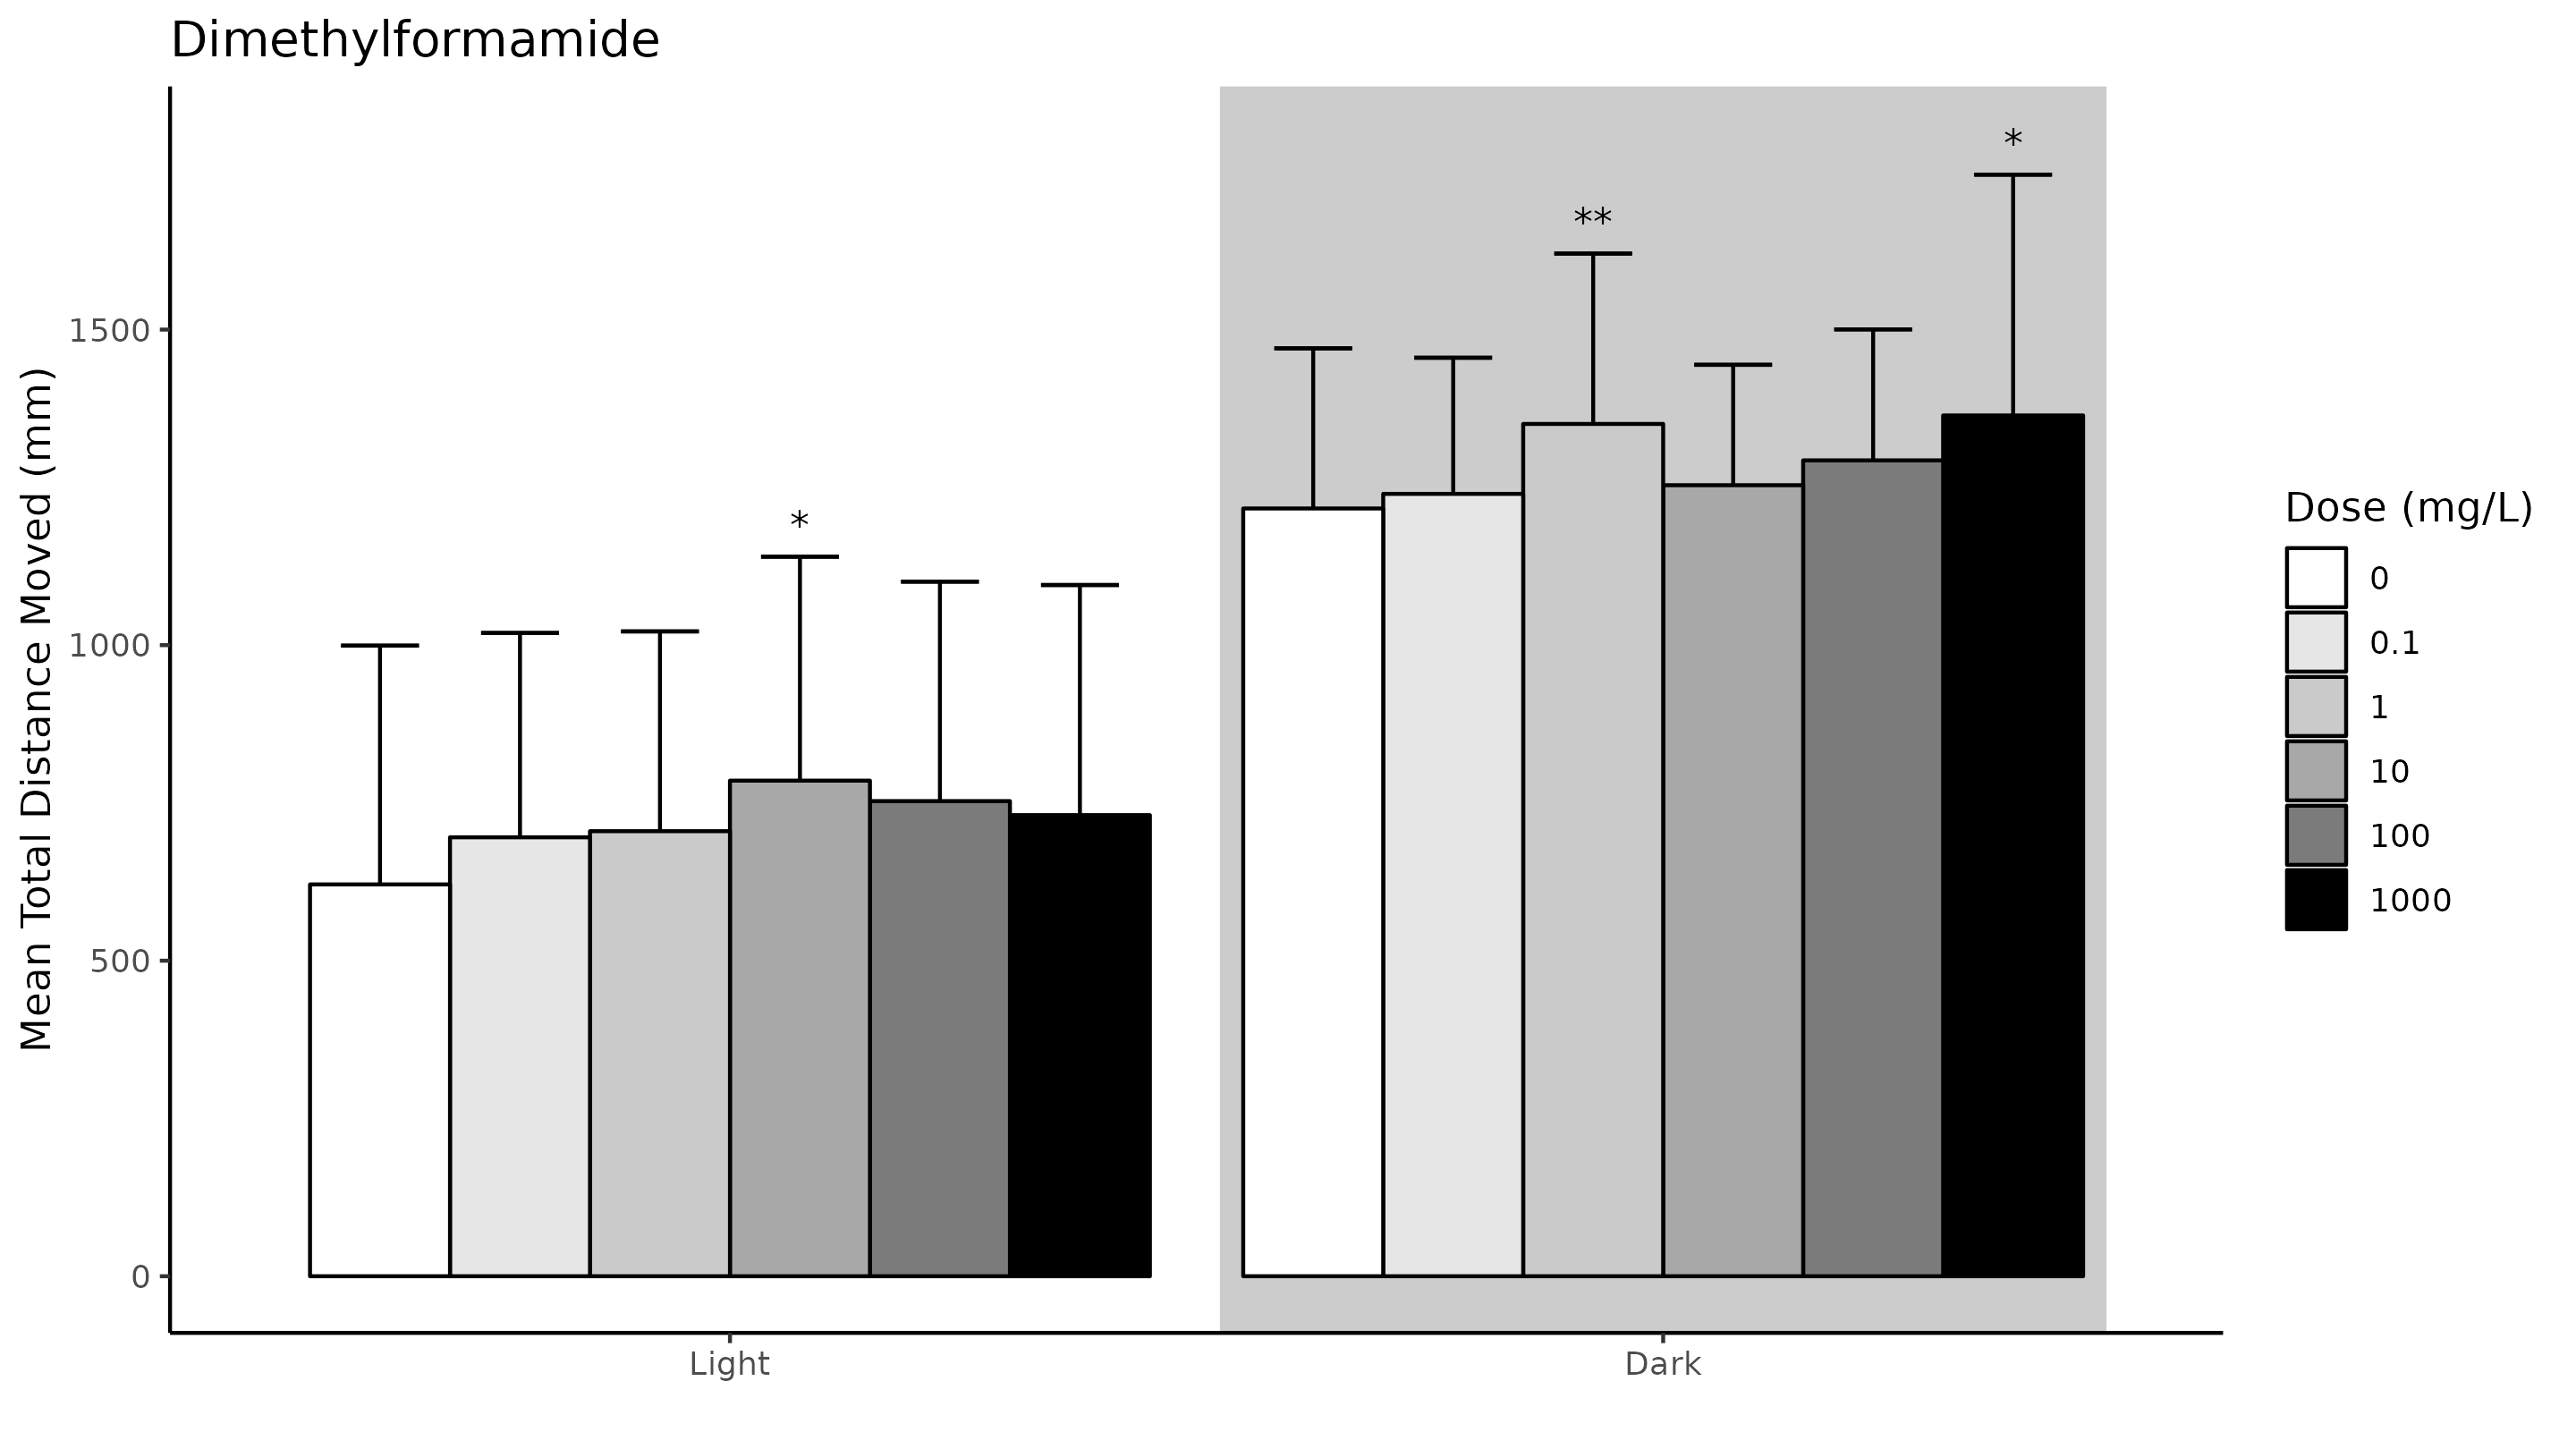 Dimethylformamide
Mean Total Distance Moved (mm)
1500
1000
500
0
*
**
*
Light
Dark
Dose (mg/L)
0
0.1
1
10
100
1000